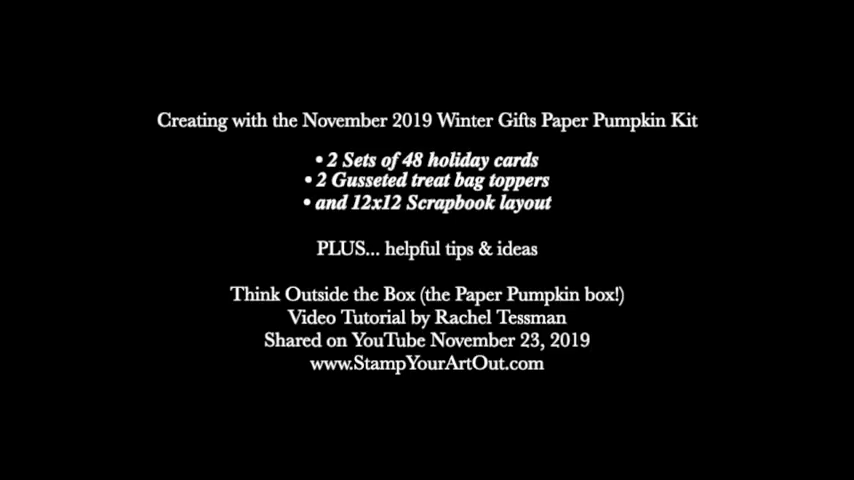 Creating with the November 2019 Winter Gifts Paper Pumpkin Kit
• 2 Sets of 48 holiday cards
• 2 Gusseted treat bag toppers
• and 12x12 Scrapbook layout
PLUS... helpful tips & ideas
Think Outside the Box (the Paper Pumpkin box!)
Video Tutorial by Rachel Tessman
Shared on YouTube November 23, 2019
www.StampYourArtOut.com